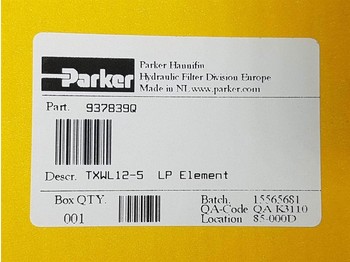 Parker
Parker Hannifin
Hydraulic Filter Division Europe
Made in NL www.parker.com
Part. 937839Q
Descr. TXWL12-5 LP Element
Box QTY.
001
Batch. 15565681
QA-Code QA K3110
Location 85-000D